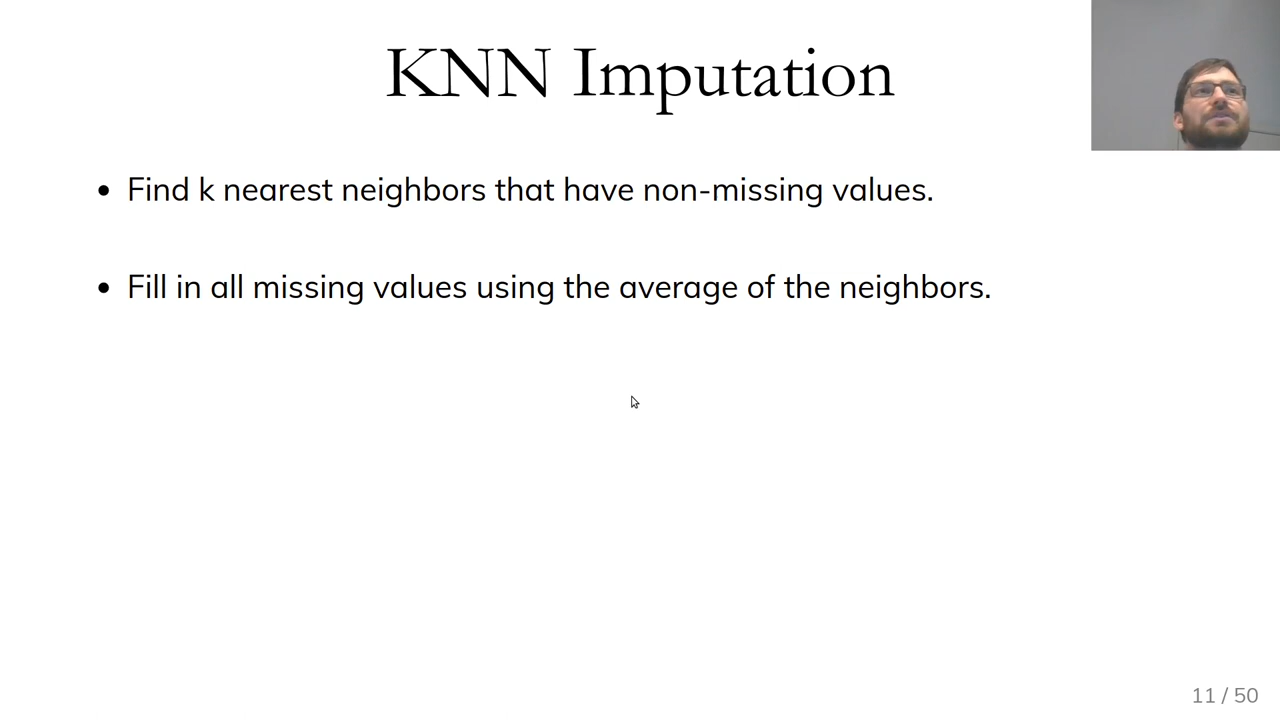 KNN Imputation
• Find k nearest neighbors that have non-missing values.
• Fill in all missing values using the average of the neighbors.
11 / 50